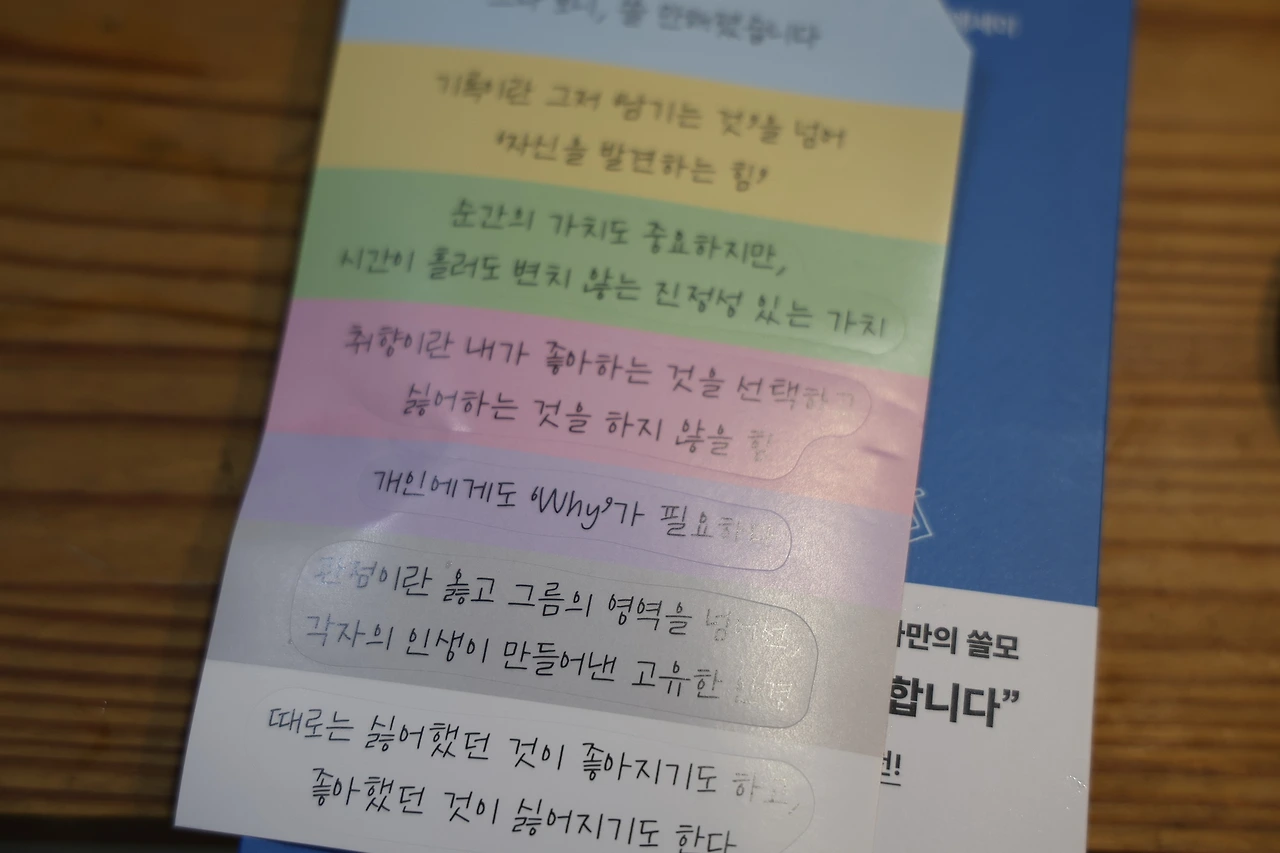 쓸 한해였습니다
기록이란 그저 '남기는 것'을 넘어
'자신을 발견하는 힘'
순간의 가치도 중요하지만,
시간이 흘러도 변치 않는 진정성 있는 가치
취향이란 내가 좋아하는 것을 선택하고
싫어하는 것을 하지 않을 힘
개인에게도 'Why'가
관점이란 옳고 그름의 영역을
각자의 인생이 만들어낸 고유한
때로는 싫어했던 것이 좋아지기도 하고,
좋아했던 것이 싫어지기도 한다
만의 쓸모
합니다”